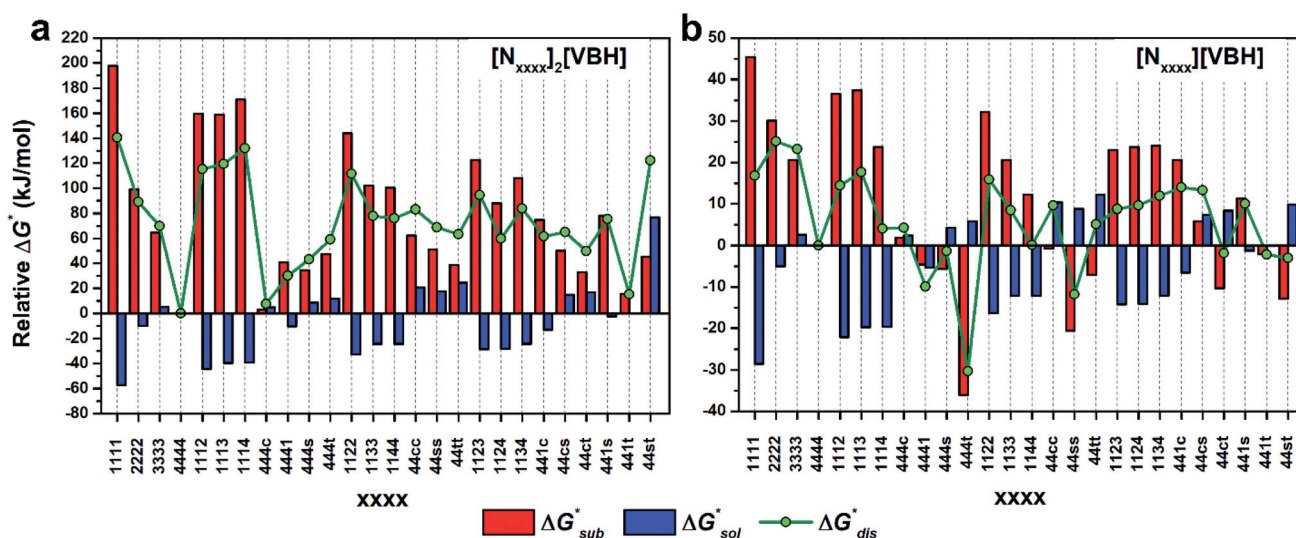 a
[Nxxxx]2[VBH]
Relative ΔG* (kJ/mol)
220
200
180
160
140
120
100
80
60
40
20
0
-20
-40
-60
-80
1111 2222 3333 4444 1112 1113 1114 444c 4441 444s 444t 1122 1133 1144 44cc 44ss 44tt 1123 1124 1134 441c 44cs 44ct 441s 441t 44st
xxxx
b
[Nxxxx][VBH]
50
40
30
20
10
0
-10
-20
-30
-40
1111 2222 3333 4444 1112 1113 1114 444c 4441 444s 444t 1122 1133 1144 44cc 44ss 44tt 1123 1124 1134 441c 44cs 44ct 441s 441t 44st
xxxx
ΔG*sub ΔG*sol ΔG*dis